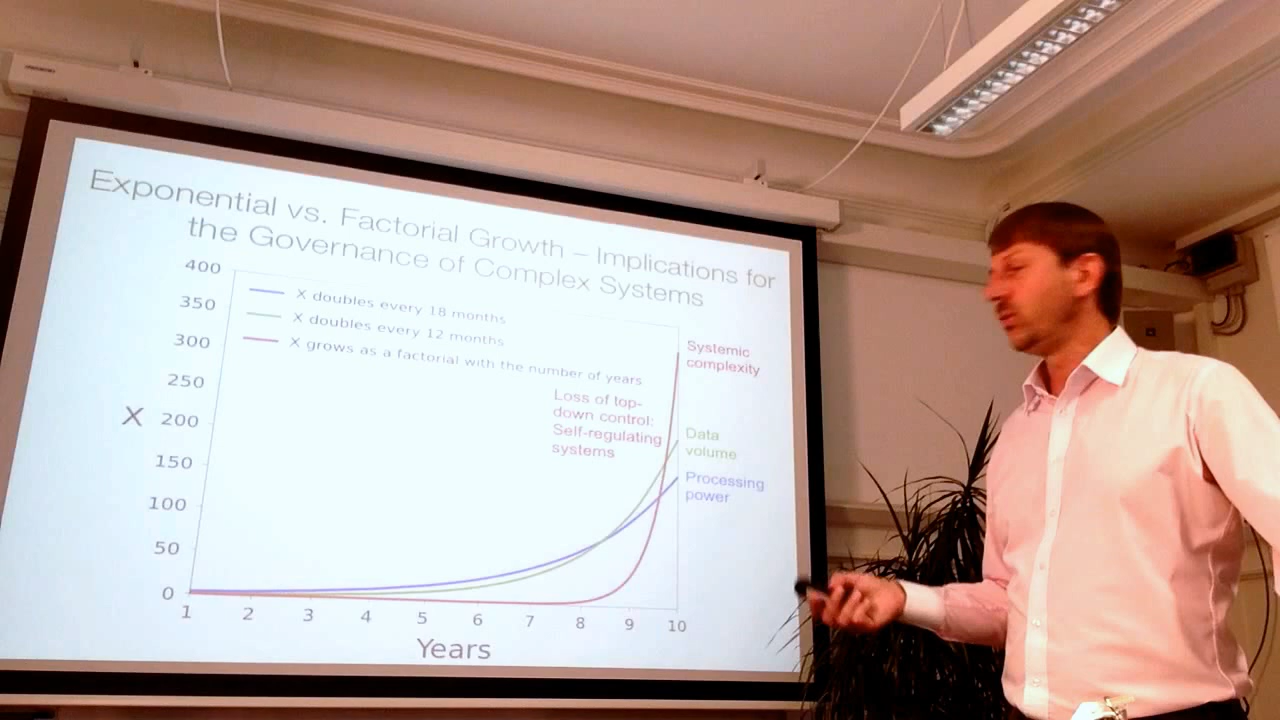 Exponential vs. Factorial Growth – Implications for
the Governance of Complex Systems
400
350
300
250
200
150
100
50
0
X
X doubles every 18 months
X doubles every 12 months
X grows as a factorial with the number of years
Systemic
complexity
Loss of top-
down control:
Self-regulating
systems
Data
volume
Processing
power
1 2 3 4 5 6 7 8 9 10
Years